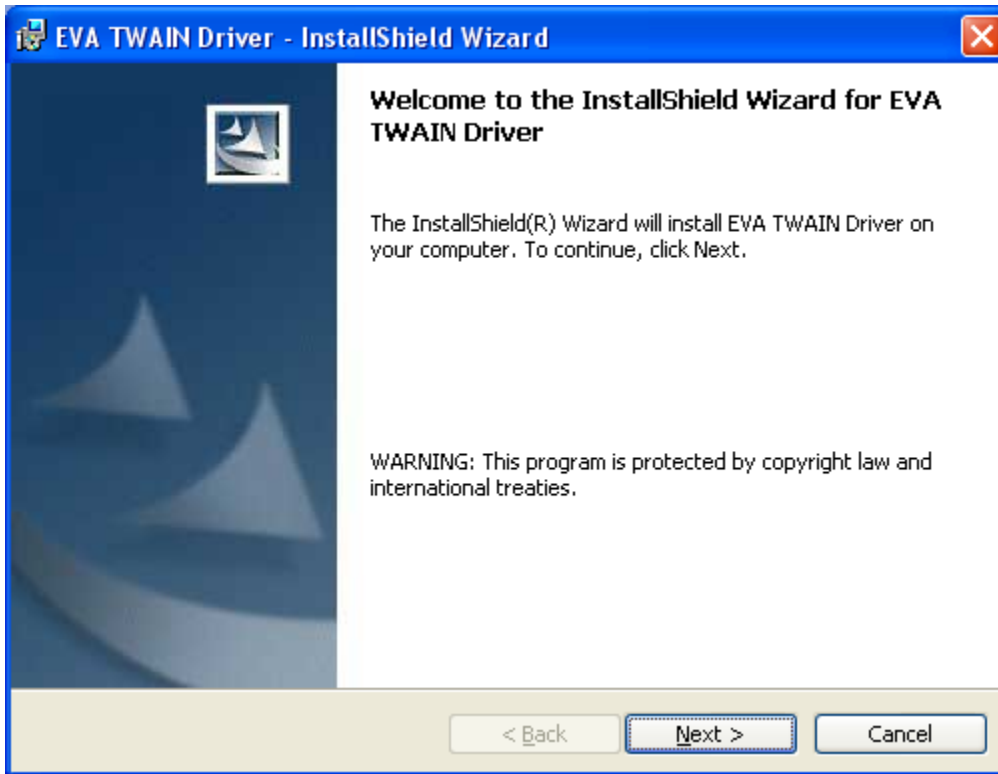 EVA TWAIN Driver - InstallShield Wizard
Welcome to the InstallShield Wizard for EVA
TWAIN Driver
The InstallShield(R) Wizard will install EVA TWAIN Driver on
your computer. To continue, click Next.
WARNING: This program is protected by copyright law and
international treaties.
< Back
Next >
Cancel